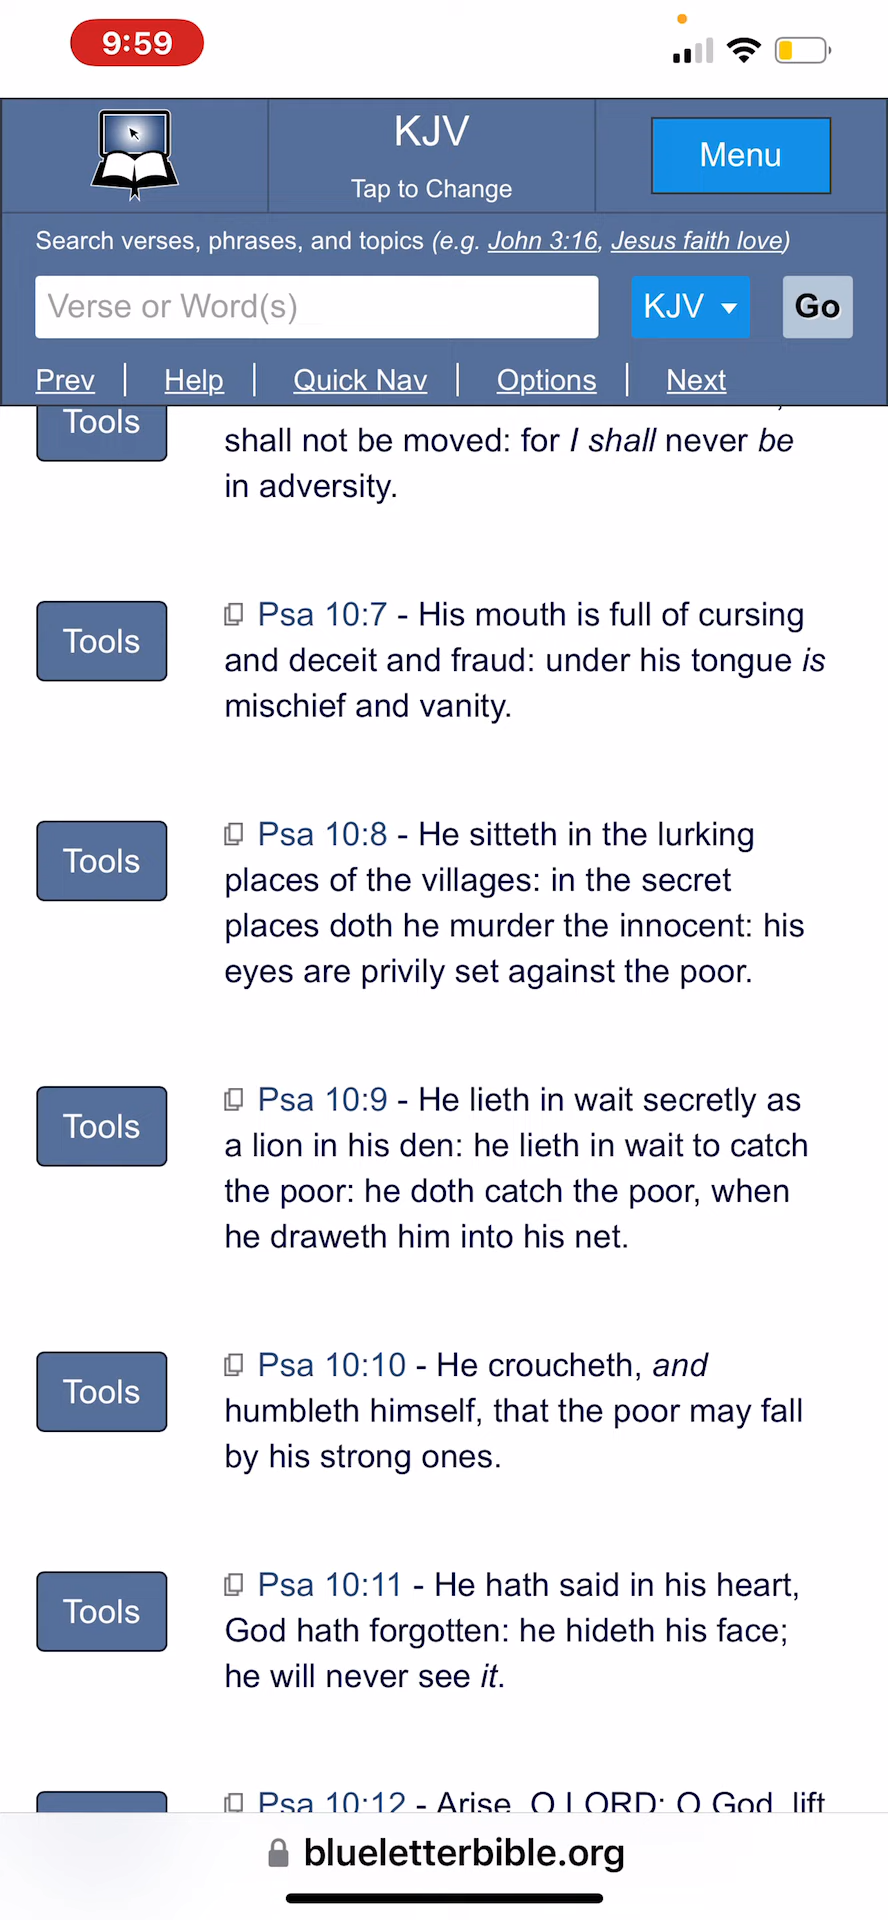 9:59
KJV
Tap to Change
Menu
Search verses, phrases, and topics (e.g. John 3:16, Jesus faith love)
Verse or Word(s)
KJV
Go
Prev | Help | Quick Nav | Options | Next
Tools
shall not be moved: for I shall never be
in adversity.
Tools
Psa 10:7 - His mouth is full of cursing
and deceit and fraud: under his tongue is
mischief and vanity.
Tools
Psa 10:8 - He sitteth in the lurking
places of the villages: in the secret
places doth he murder the innocent: his
eyes are privily set against the poor.
Tools
Psa 10:9 - He lieth in wait secretly as
a lion in his den: he lieth in wait to catch
the poor: he doth catch the poor, when
he draweth him into his net.
Tools
Psa 10:10 - He croucheth, and
humbleth himself, that the poor may fall
by his strong ones.
Tools
Psa 10:11 - He hath said in his heart,
God hath forgotten: he hideth his face;
he will never see it.
Psa 10:12 - Arise, O LORD; O God, lift
blueletterbible.org